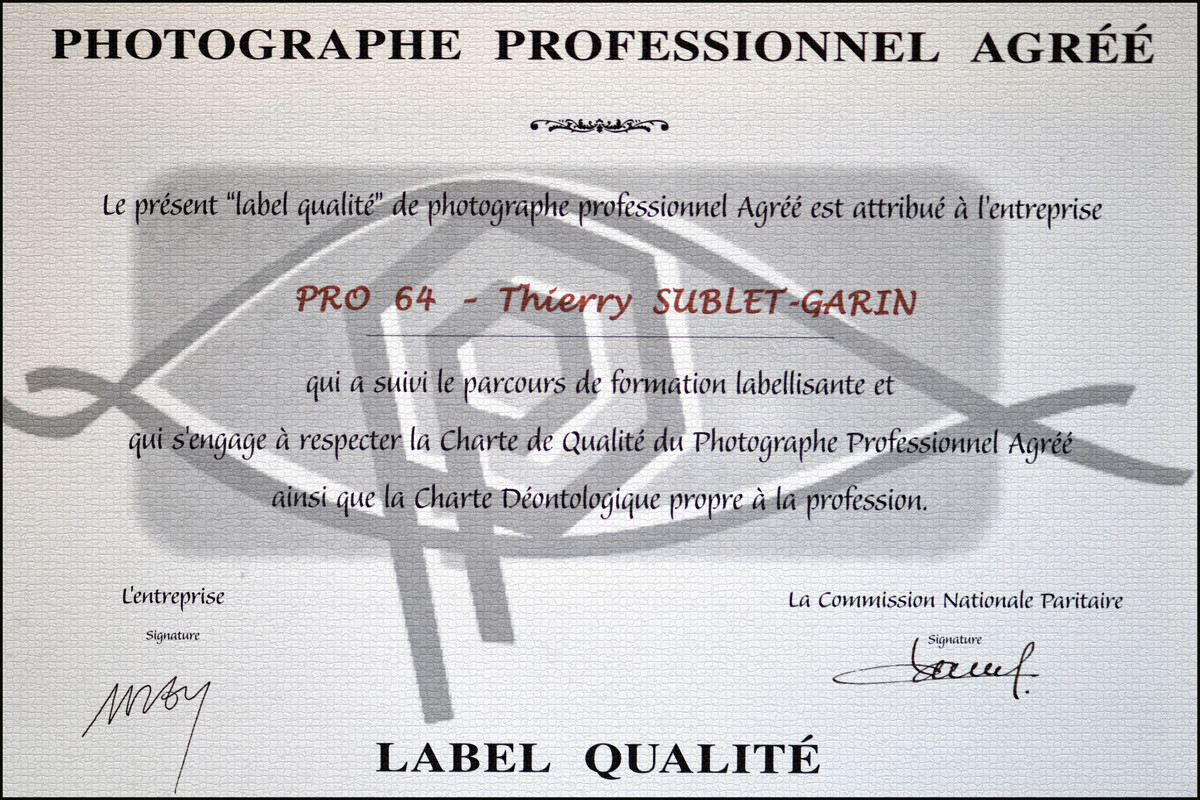 PHOTOGRAPHE PROFESSIONNEL AGRÉÉ
Le présent "label qualité" de photographe professionnel Agréé est attribué à l'entreprise
PRO 64 - Thierry SUBLET-GARIN
qui a suivi le parcours de formation labellisante et
qui s'engage à respecter la Charte de Qualité du Photographe Professionnel Agréé
ainsi que la Charte Déontologique propre à la profession.
L'entreprise
Signature
La Commission Nationale Paritaire
Signature
LABEL QUALITÉ